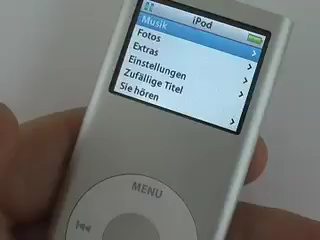 iPod
Musik
Fotos
Extras
Einstellungen
Zufällige Titel
Sie hören
MENU